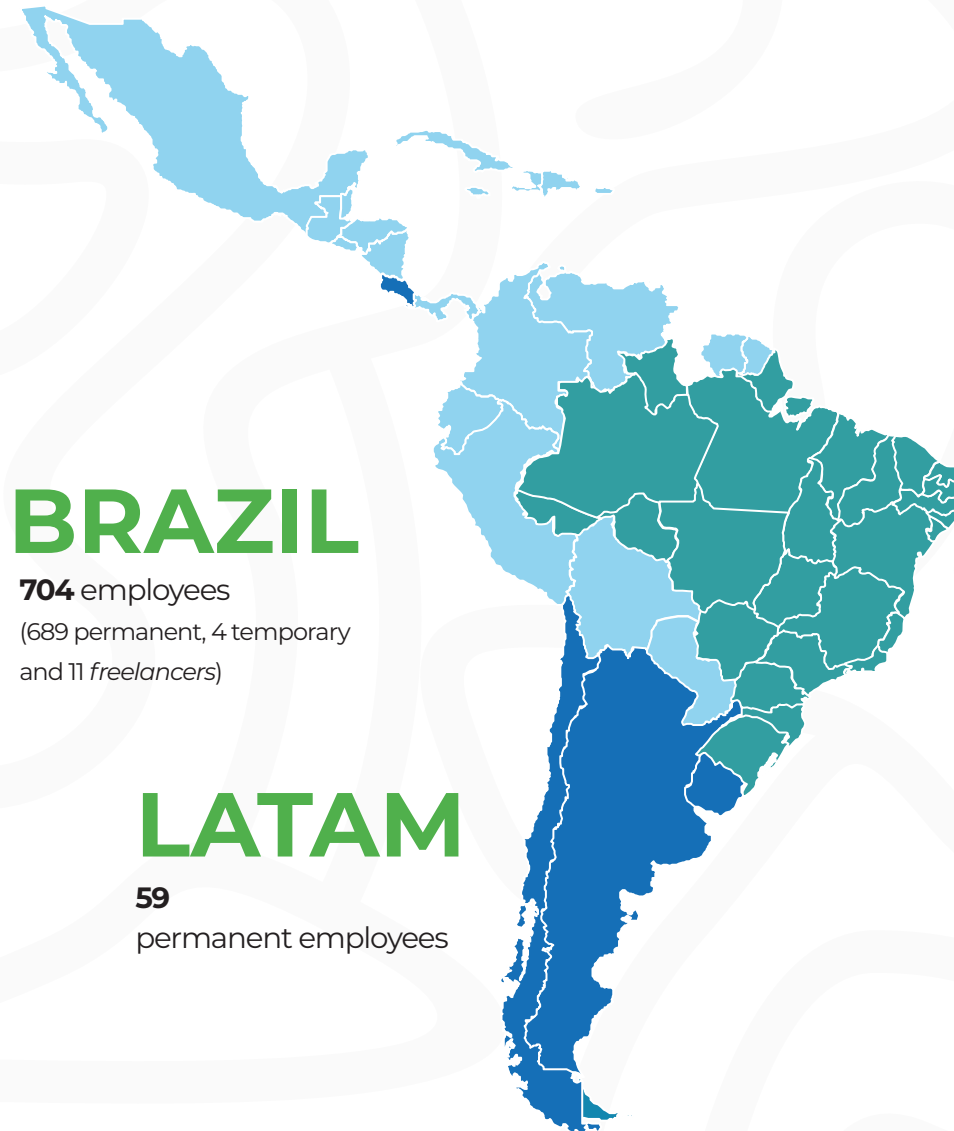 BRAZIL
704 employees
(689 permanent, 4 temporary
and 11 freelancers)
LATAM
59
permanent employees